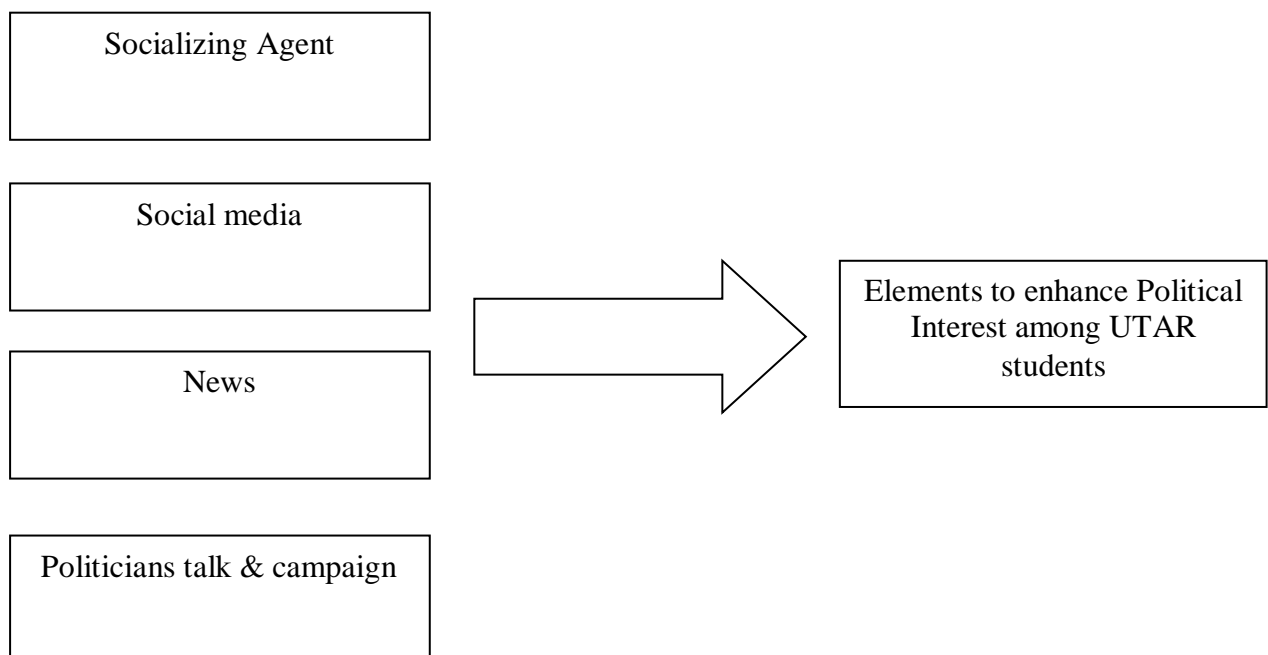 Socializing Agent
Social media
News
Politicians talk & campaign
Elements to enhance Political
Interest among UTAR
students